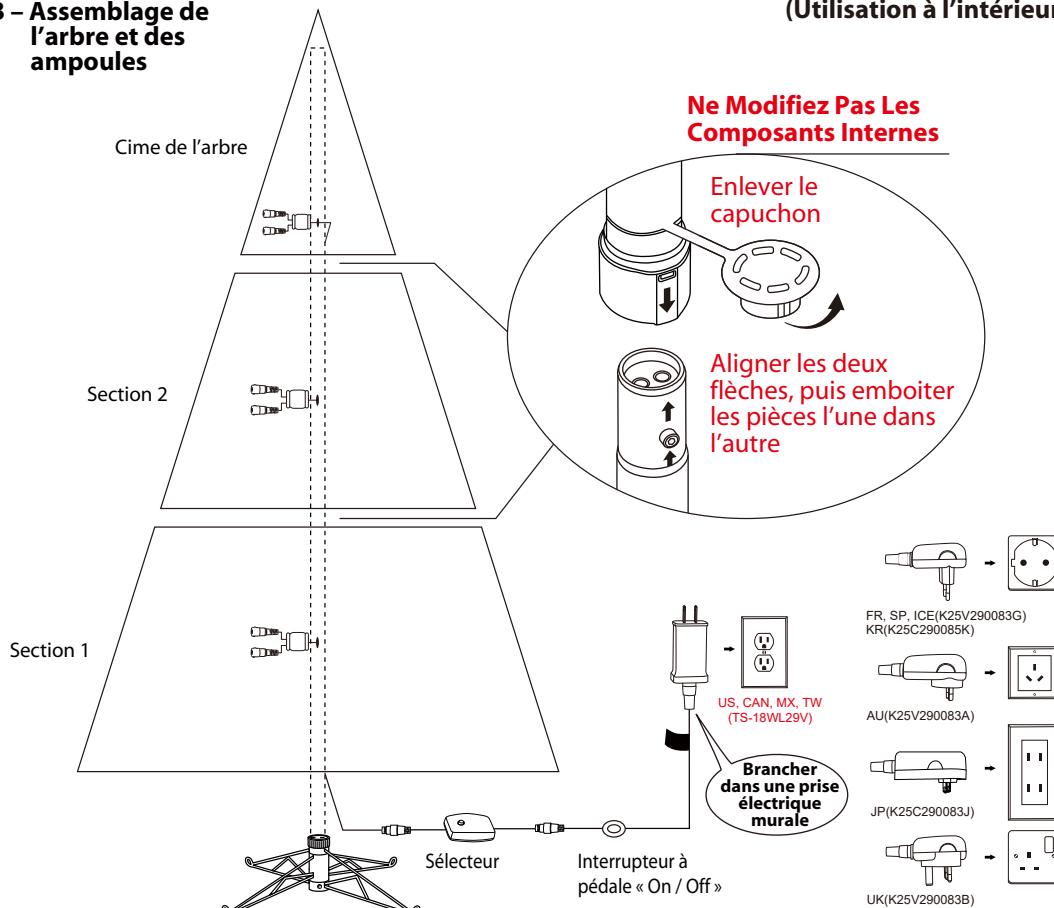 – Assemblage de
l’arbre et des
ampoules
(Utilisation à l’intérieur
Cime de l’arbre
Ne Modifiez Pas Les
Composants Internes
Enlever le
capuchon
Section 2
Aligner les deux
flèches, puis emboiter
les pièces l’une dans
l’autre
Section 1
FR, SP, ICE(K25V290083G)
KR(K25C290085K)
US, CAN, MX, TW
(TS-18WL29V)
AU(K25V290083A)
Brancher
dans une prise
électrique
murale
JP(K25C290083J)
Sélecteur
Interrupteur à
pédale « On / Off »
UK(K25V290083B)